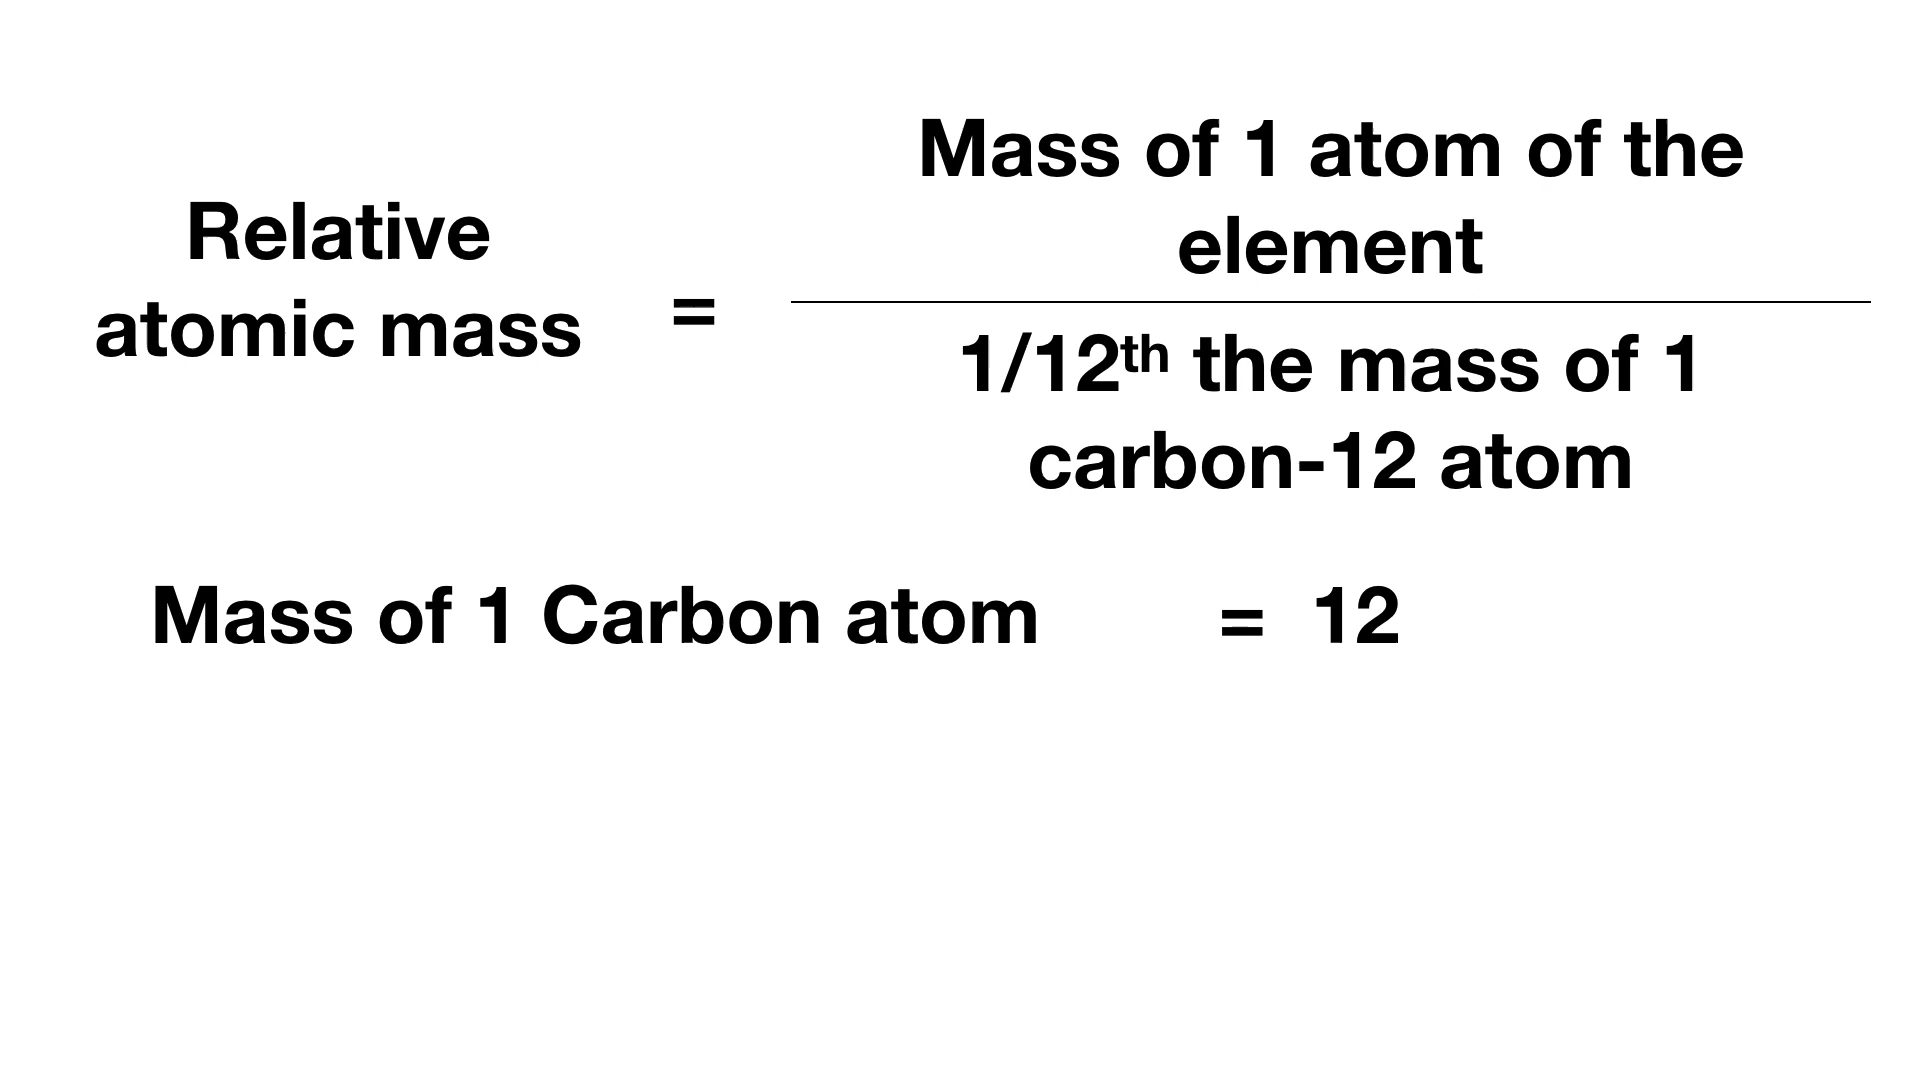 Relative
atomic mass
=
Mass of 1 atom of the
element
1/12th the mass of 1
carbon-12 atom
Mass of 1 Carbon atom = 12